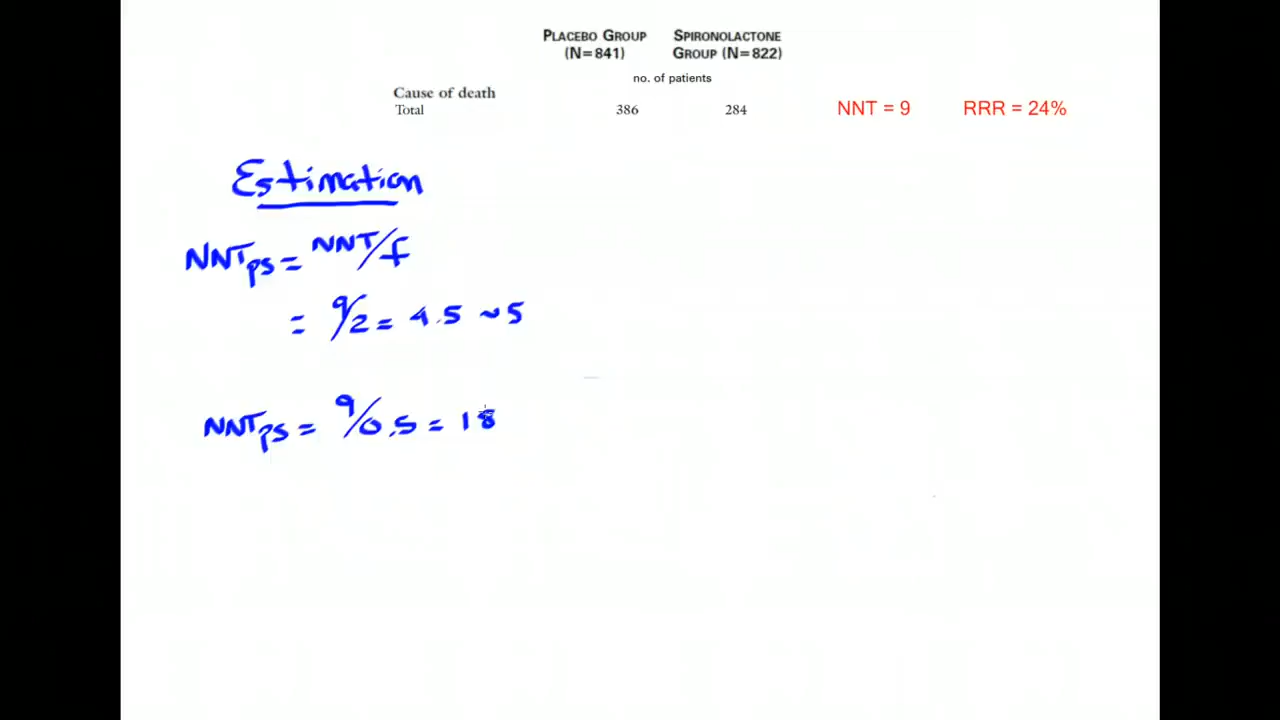 PLACEBO GROUP SPIRONOLACTONE
(N=841) GROUP (N=822)
no. of patients
Cause of death
Total 386 284 NNT = 9 RRR = 24%
Estimation
NNTps = NNT/f
= 9/2 = 4.5 ~ 5
NNTps = 9/0.5 = 18